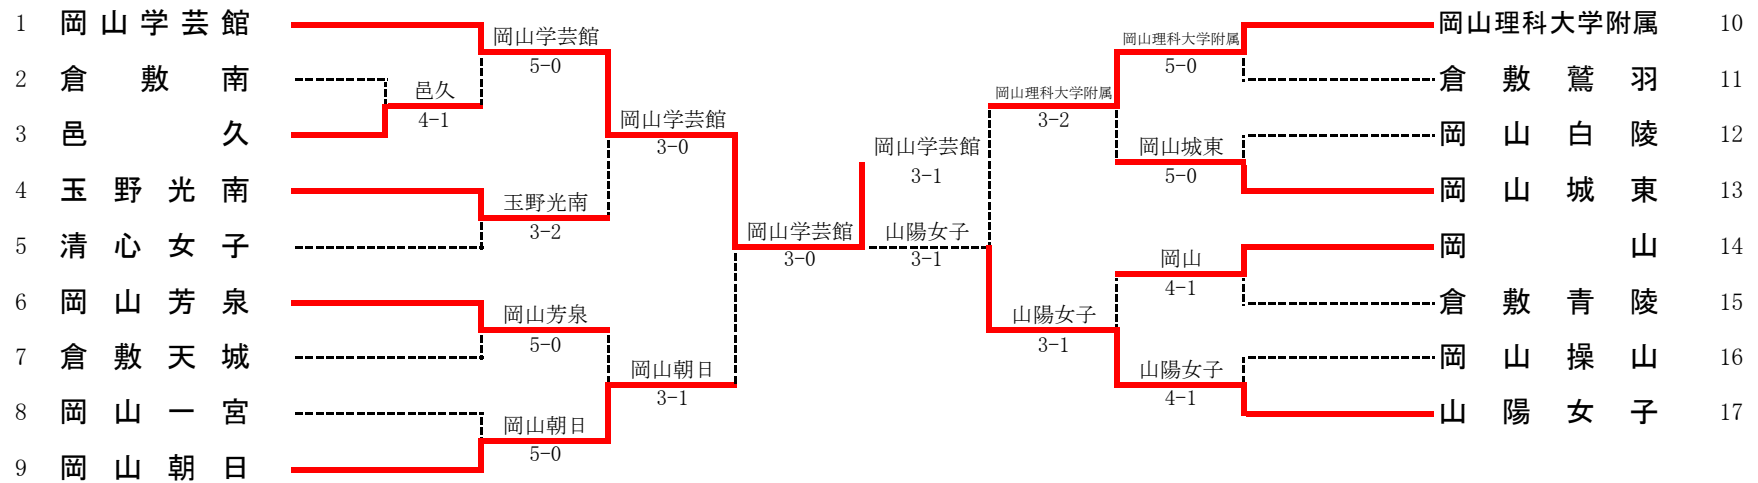 1 岡山学芸館
2 倉敷南
3 邑久
4 玉野光南
5 清心女子
6 岡山芳泉
7 倉敷天城
8 岡山一宮
9 岡山朝日
邑久
4-1
岡山学芸館
5-0
玉野光南
3-2
岡山芳泉
5-0
岡山朝日
5-0
岡山学芸館
3-0
岡山朝日
3-1
岡山学芸館
3-0
岡山学芸館
3-1
山陽女子
3-1
岡山理科大学附属
3-2
山陽女子
3-1
岡山理科大学附属
5-0
岡山城東
5-0
岡山
4-1
山陽女子
4-1
岡山理科大学附属 10
倉敷鷲羽 11
岡山白陵 12
岡山城東 13
岡山 14
倉敷青陵 15
岡山操山 16
山陽女子 17